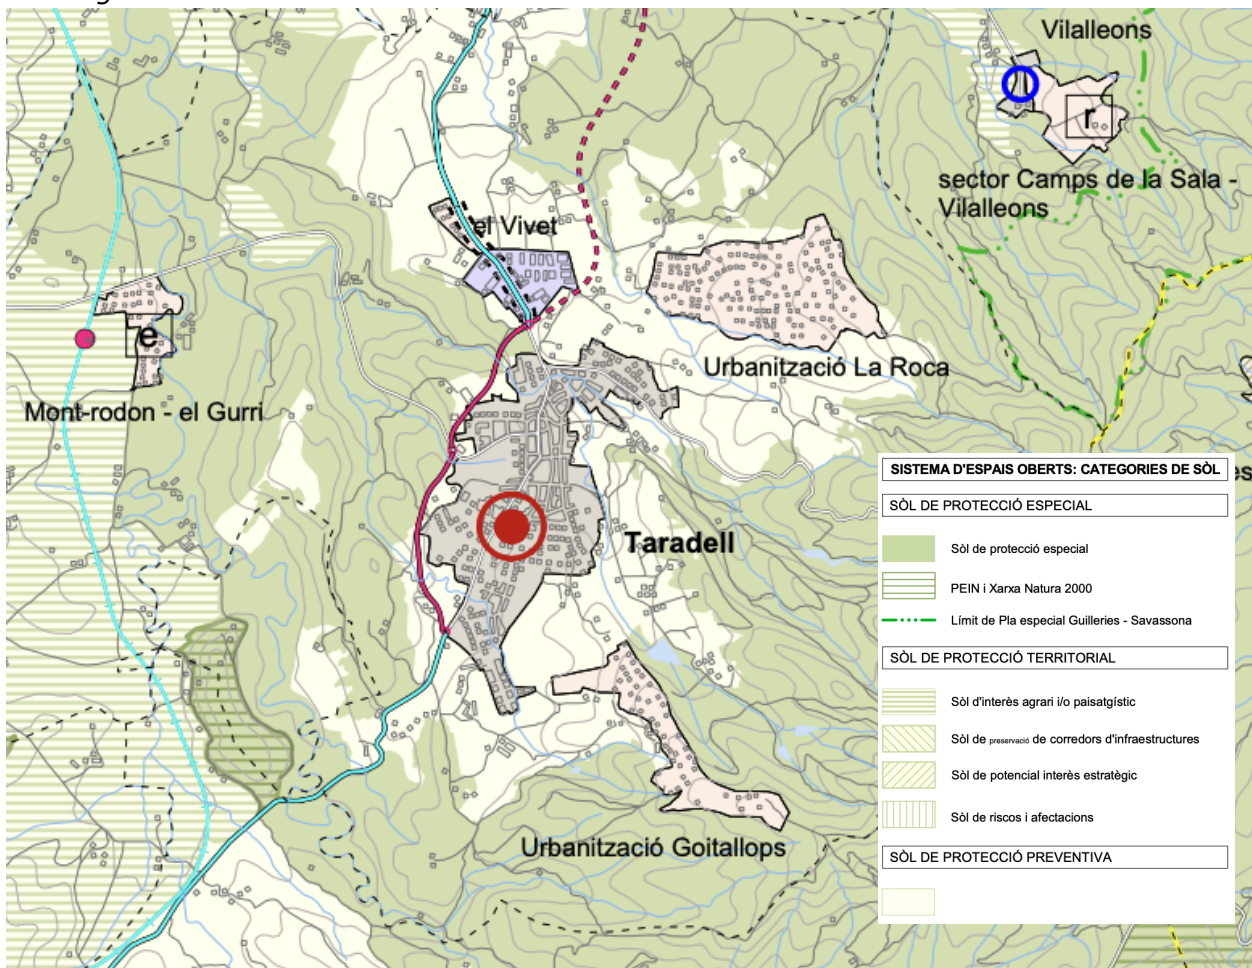 Vilalleons
r
sector Camps de la Sala -
Vilalleons
el Vivet
e
Urbanització La Roca
Mont-rodon - el Gurri
Taradell
Urbanització Goitallops
SISTEMA D'ESPAIS OBERTS: CATEGORIES DE SÒL
SÒL DE PROTECCIÓ ESPECIAL
Sòl de protecció especial
PEIN i Xarxa Natura 2000
Límit de Pla especial Guilleries - Savassona
SÒL DE PROTECCIÓ TERRITORIAL
Sòl d'interès agrari i/o paisatgístic
Sòl de preservació de corredors d'infraestructures
Sòl de potencial interès estratègic
Sòl de riscos i afectacions
SÒL DE PROTECCIÓ PREVENTIVA